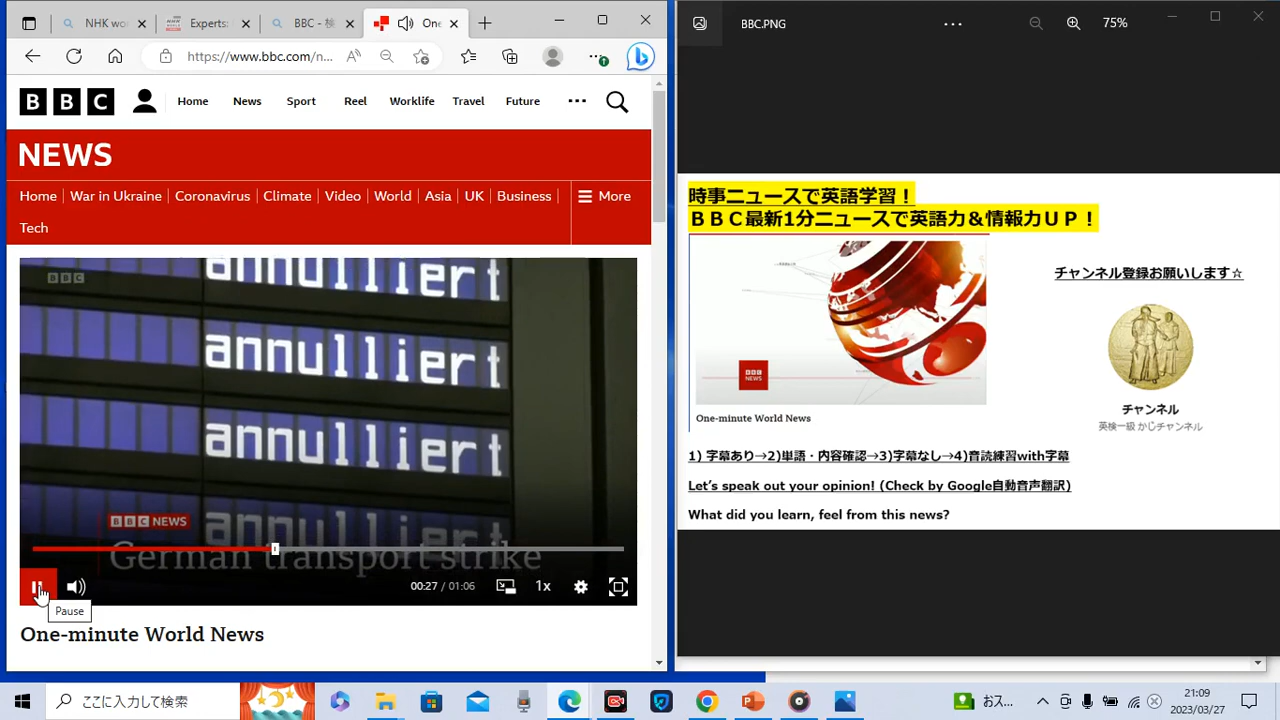 NHK wor
Experts:
BBC - 検
One
BBC.PNG
75%
https://www.bbc.com/n...
B B C
Home
News
Sport
Reel
Worklife
Travel
Future
NEWS
Home
War in Ukraine
Coronavirus
Climate
Video
World
Asia
UK
Business
More
Tech
BBC
annulliert
annulliert
annulliert
annulliert
BBC NEWS
German transport strike
00:27 / 01:06
1x
Pause
One-minute World News
時事ニュースで英語学習！
ＢＢＣ最新1分ニュースで英語力＆情報力ＵＰ！
チャンネル登録お願いします☆
BBC
NEWS
One-minute World News
チャンネル
英検一級 かじチャンネル
1) 字幕あり→2)単語・内容確認→3)字幕なし→4)音読練習with字幕
Let's speak out your opinion! (Check by Google自動音声翻訳)
What did you learn, feel from this news?
ここに入力して検索
お ス...
21:09
2023/03/27